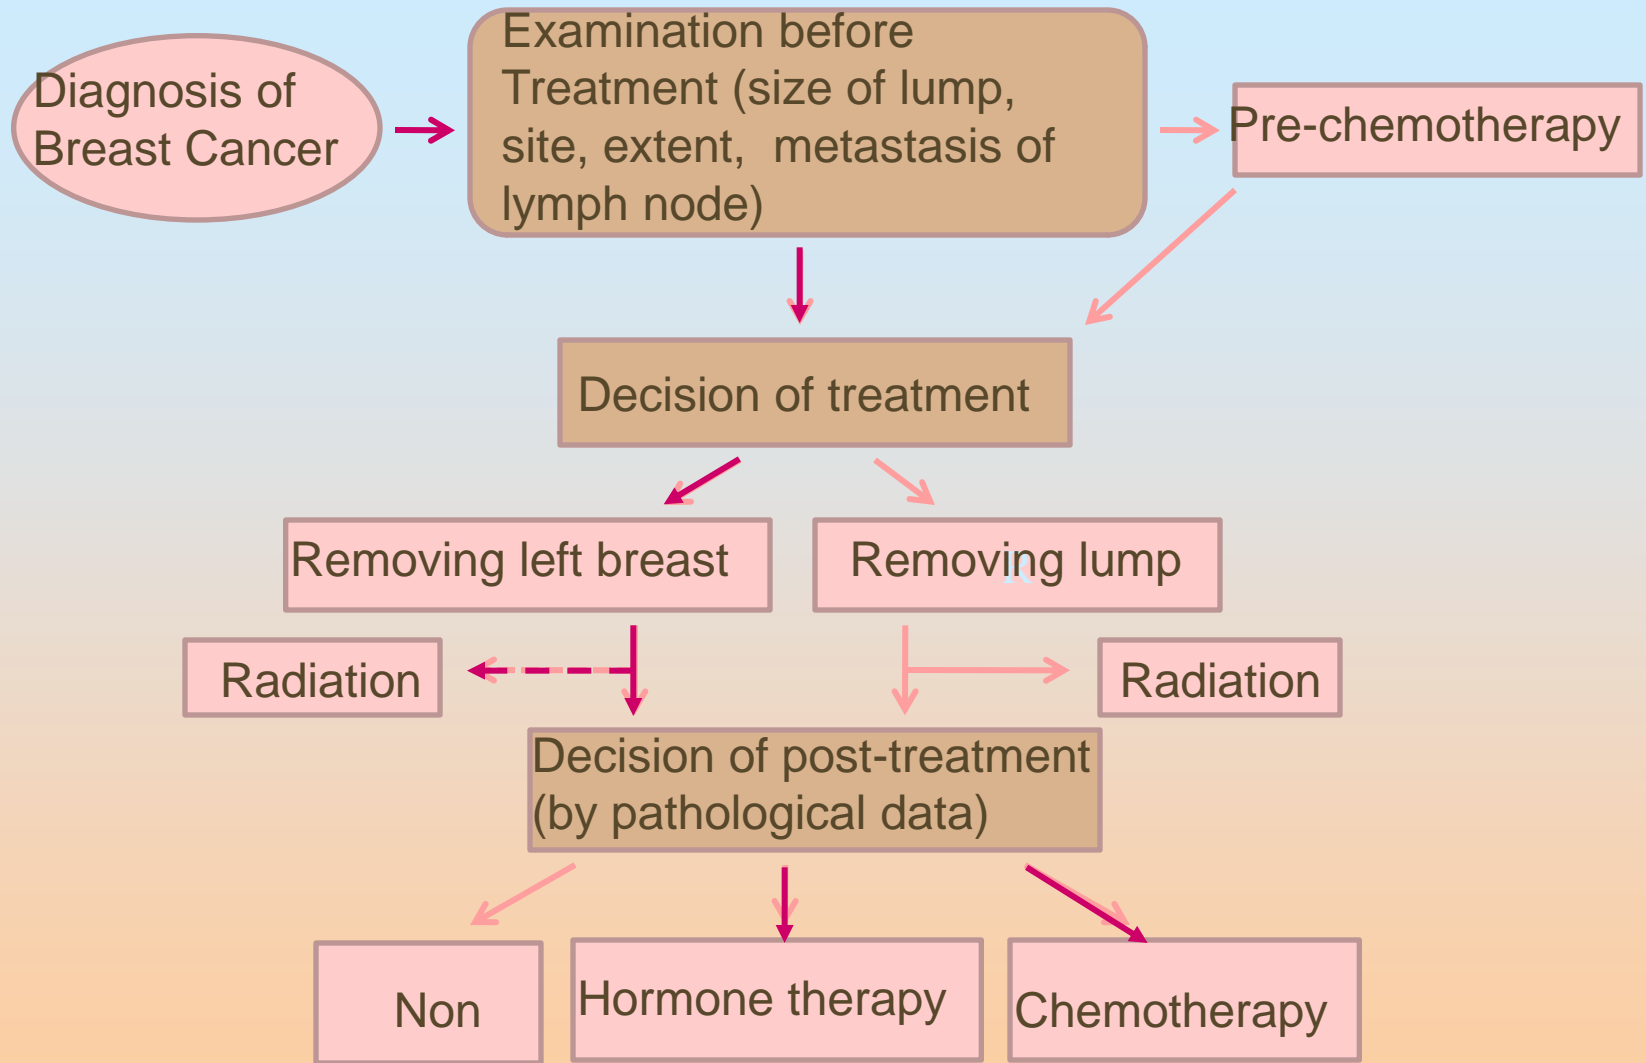 Diagnosis of
Breast Cancer
Examination before
Treatment (size of lump,
site, extent, metastasis of
lymph node)
Pre-chemotherapy
Decision of treatment
Removing left breast
Removing lump
R
Radiation
Radiation
Decision of post-treatment
(by pathological data)
Non
Hormone therapy
Chemotherapy